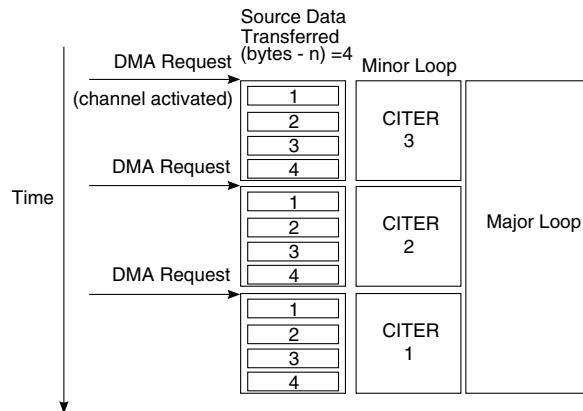 Source Data
Transferred
(bytes - n) =4
DMA Request
(channel activated)
Minor Loop
1
2
3
4
CITER
3
DMA Request
1
2
3
4
CITER
2
Time
Major Loop
DMA Request
1
2
3
4
CITER
1